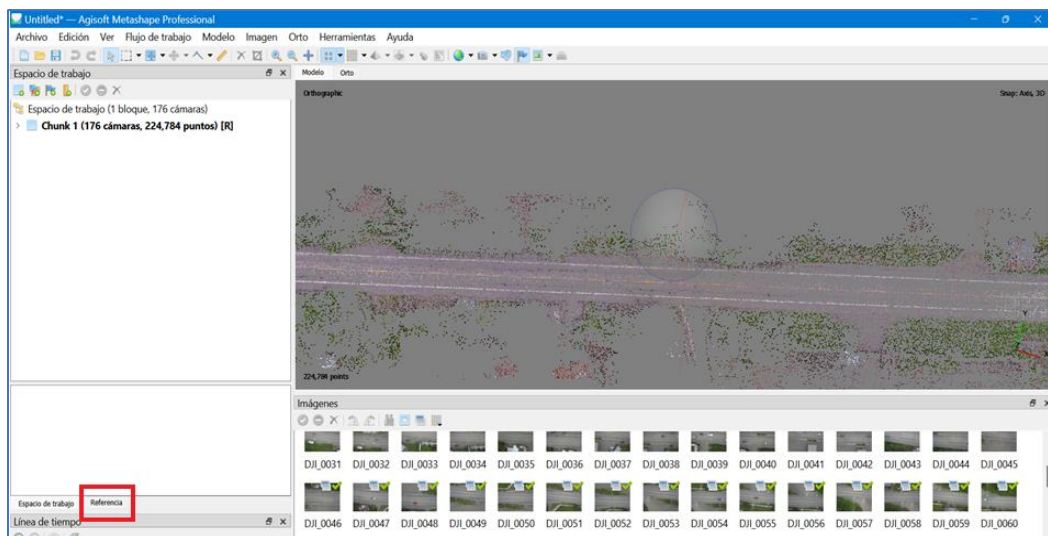 Untitled* — Agisoft Metashape Professional
Archivo Edición Ver Flujo de trabajo Modelo Imagen Orto Herramientas Ayuda
Espacio de trabajo
Modelo Orto
Orthographic
Snap: Axis, 3D
Espacio de trabajo (1 bloque, 176 cámaras)
Chunk 1 (176 cámaras, 224,784 puntos) [R]
Y
X
224,784 points
Imágenes
DJI_0031 DJI_0032 DJI_0033 DJI_0034 DJI_0035 DJI_0036 DJI_0037 DJI_0038 DJI_0039 DJI_0040 DJI_0041 DJI_0042 DJI_0043 DJI_0044 DJI_0045
DJI_0046 DJI_0047 DJI_0048 DJI_0049 DJI_0050 DJI_0051 DJI_0052 DJI_0053 DJI_0054 DJI_0055 DJI_0056 DJI_0057 DJI_0058 DJI_0059 DJI_0060
Espacio de trabajo Referencia
Línea de tiempo